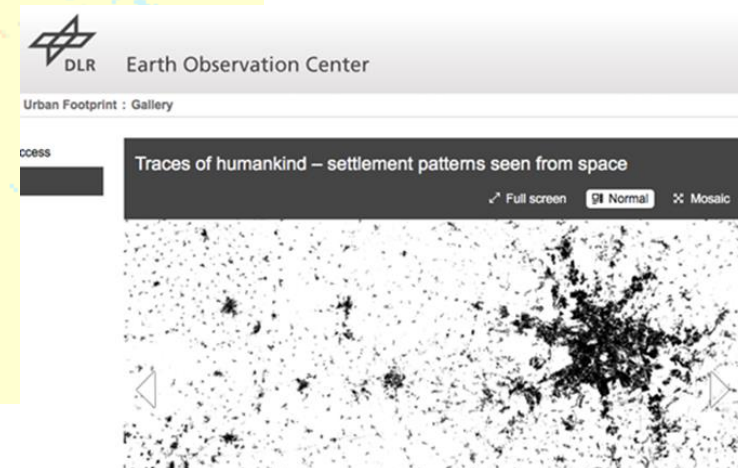 DLR
Earth Observation Center
Urban Footprint : Gallery
ccess
Traces of humankind – settlement patterns seen from space
Full screen Normal Mosaic